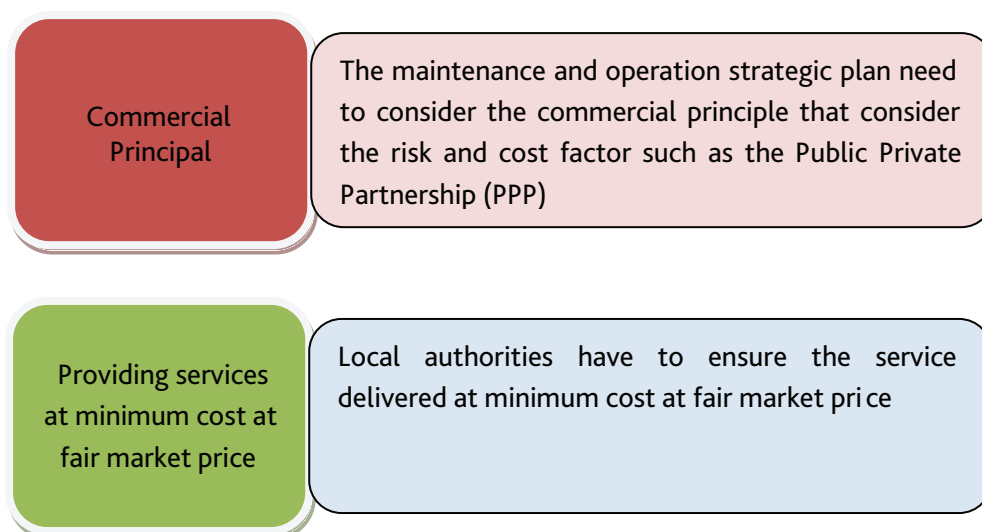 Commercial
Principal
The maintenance and operation strategic plan need
to consider the commercial principle that consider
the risk and cost factor such as the Public Private
Partnership (PPP)
Providing services
at minimum cost at
fair market price
Local authorities have to ensure the service
delivered at minimum cost at fair market price